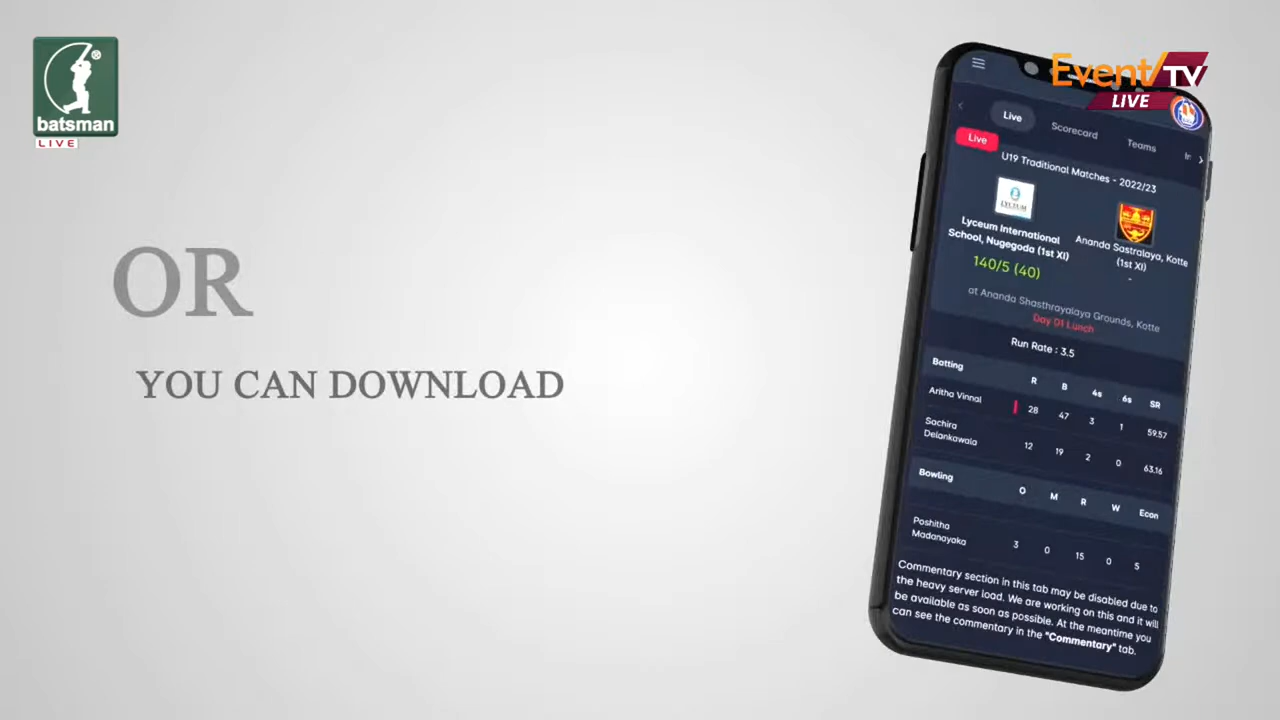 batsman
LIVE
Event TV
LIVE
OR
YOU CAN DOWNLOAD
Live
Scorecard
Teams
Live
U19 Traditional Matches - 2022/23
LYCEUM
Lyceum International
School, Nugegoda (1st XI)
140/5 (40)
Ananda Sastralaya, Kotte
(1st XI)
-
at Ananda Shasthrayalaya Grounds, Kotte
Day 01 Lunch
Run Rate : 3.5
Batting R B 4s 6s SR
Aritha Vinnal 28 47 3 1 59.57
Sachira
Delankawala 12 19 2 0 63.16
Bowling O M R W Econ
Poshitha
Madanayaka 3 0 15 0 5
Commentary section in this tab may be disabled due to
the heavy server load. We are working on this and it will
be available as soon as possible. At the meantime you
can see the commentary in the "Commentary" tab.